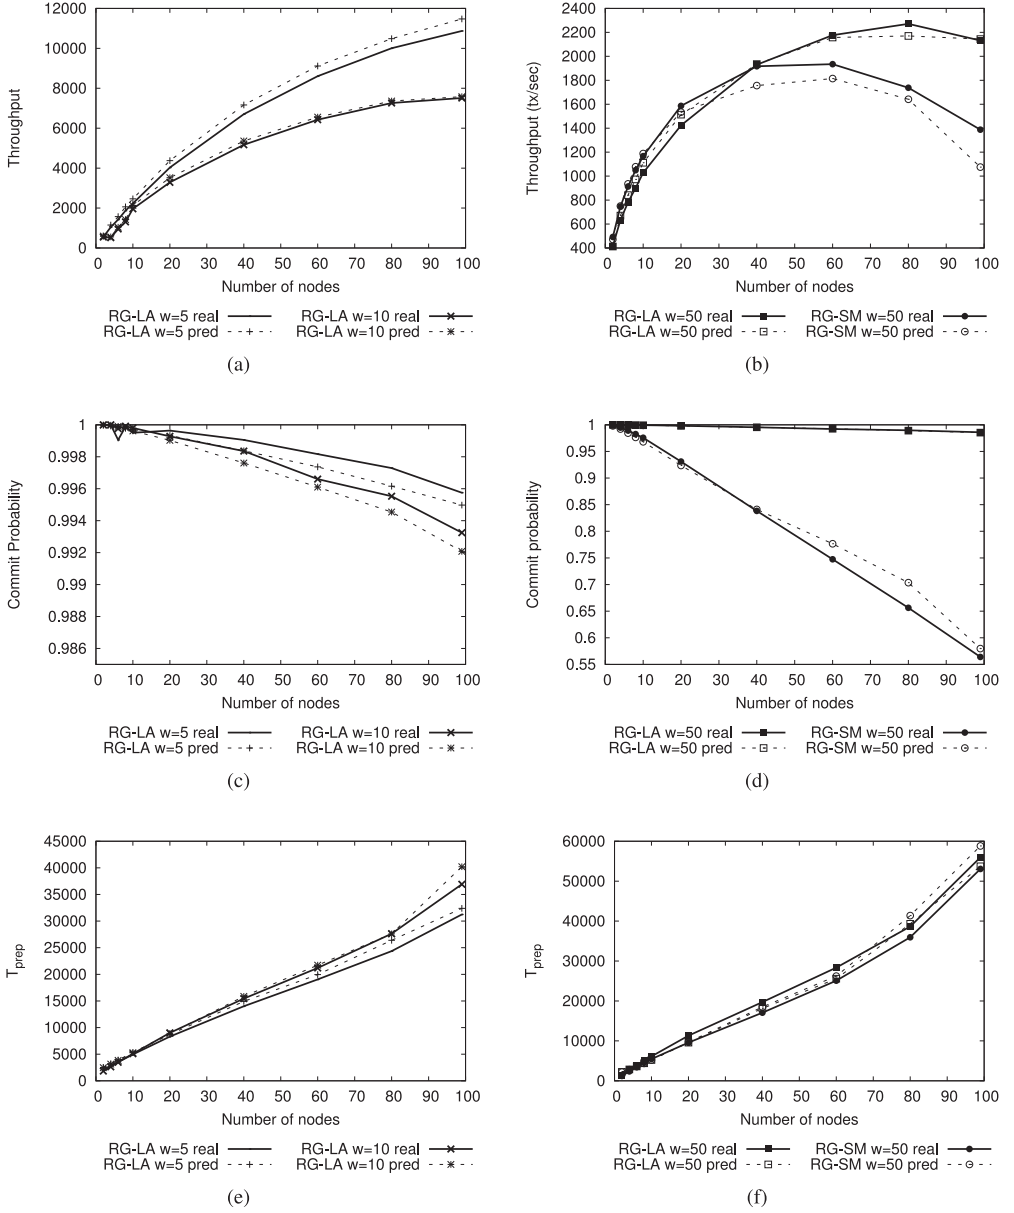 12000
10000
8000
6000
4000
2000
0
Throughput
0 10 20 30 40 50 60 70 80 90 100
Number of nodes
RG-LA w=5 real
RG-LA w=10 real
RG-LA w=5 pred
RG-LA w=10 pred
(a)
2400
2200
2000
1800
1600
1400
1200
1000
800
600
400
Throughput (tx/sec)
0 10 20 30 40 50 60 70 80 90 100
Number of nodes
RG-LA w=50 real
RG-SM w=50 real
RG-LA w=50 pred
RG-SM w=50 pred
(b)
1
0.998
0.996
0.994
0.992
0.99
0.988
0.986
Commit Probability
0 10 20 30 40 50 60 70 80 90 100
Number of nodes
RG-LA w=5 real
RG-LA w=10 real
RG-LA w=5 pred
RG-LA w=10 pred
(c)
1
0.95
0.9
0.85
0.8
0.75
0.7
0.65
0.6
0.55
Commit probability
0 10 20 30 40 50 60 70 80 90 100
Number of nodes
RG-LA w=50 real
RG-SM w=50 real
RG-LA w=50 pred
RG-SM w=50 pred
(d)
45000
40000
35000
30000
25000
20000
15000
10000
5000
0
Tprep
0 10 20 30 40 50 60 70 80 90 100
Number of nodes
RG-LA w=5 real
RG-LA w=10 real
RG-LA w=5 pred
RG-LA w=10 pred
(e)
60000
50000
40000
30000
20000
10000
0
Tprep
0 10 20 30 40 50 60 70 80 90 100
Number of nodes
RG-LA w=50 real
RG-SM w=50 real
RG-LA w=50 pred
RG-SM w=50 pred
(f)